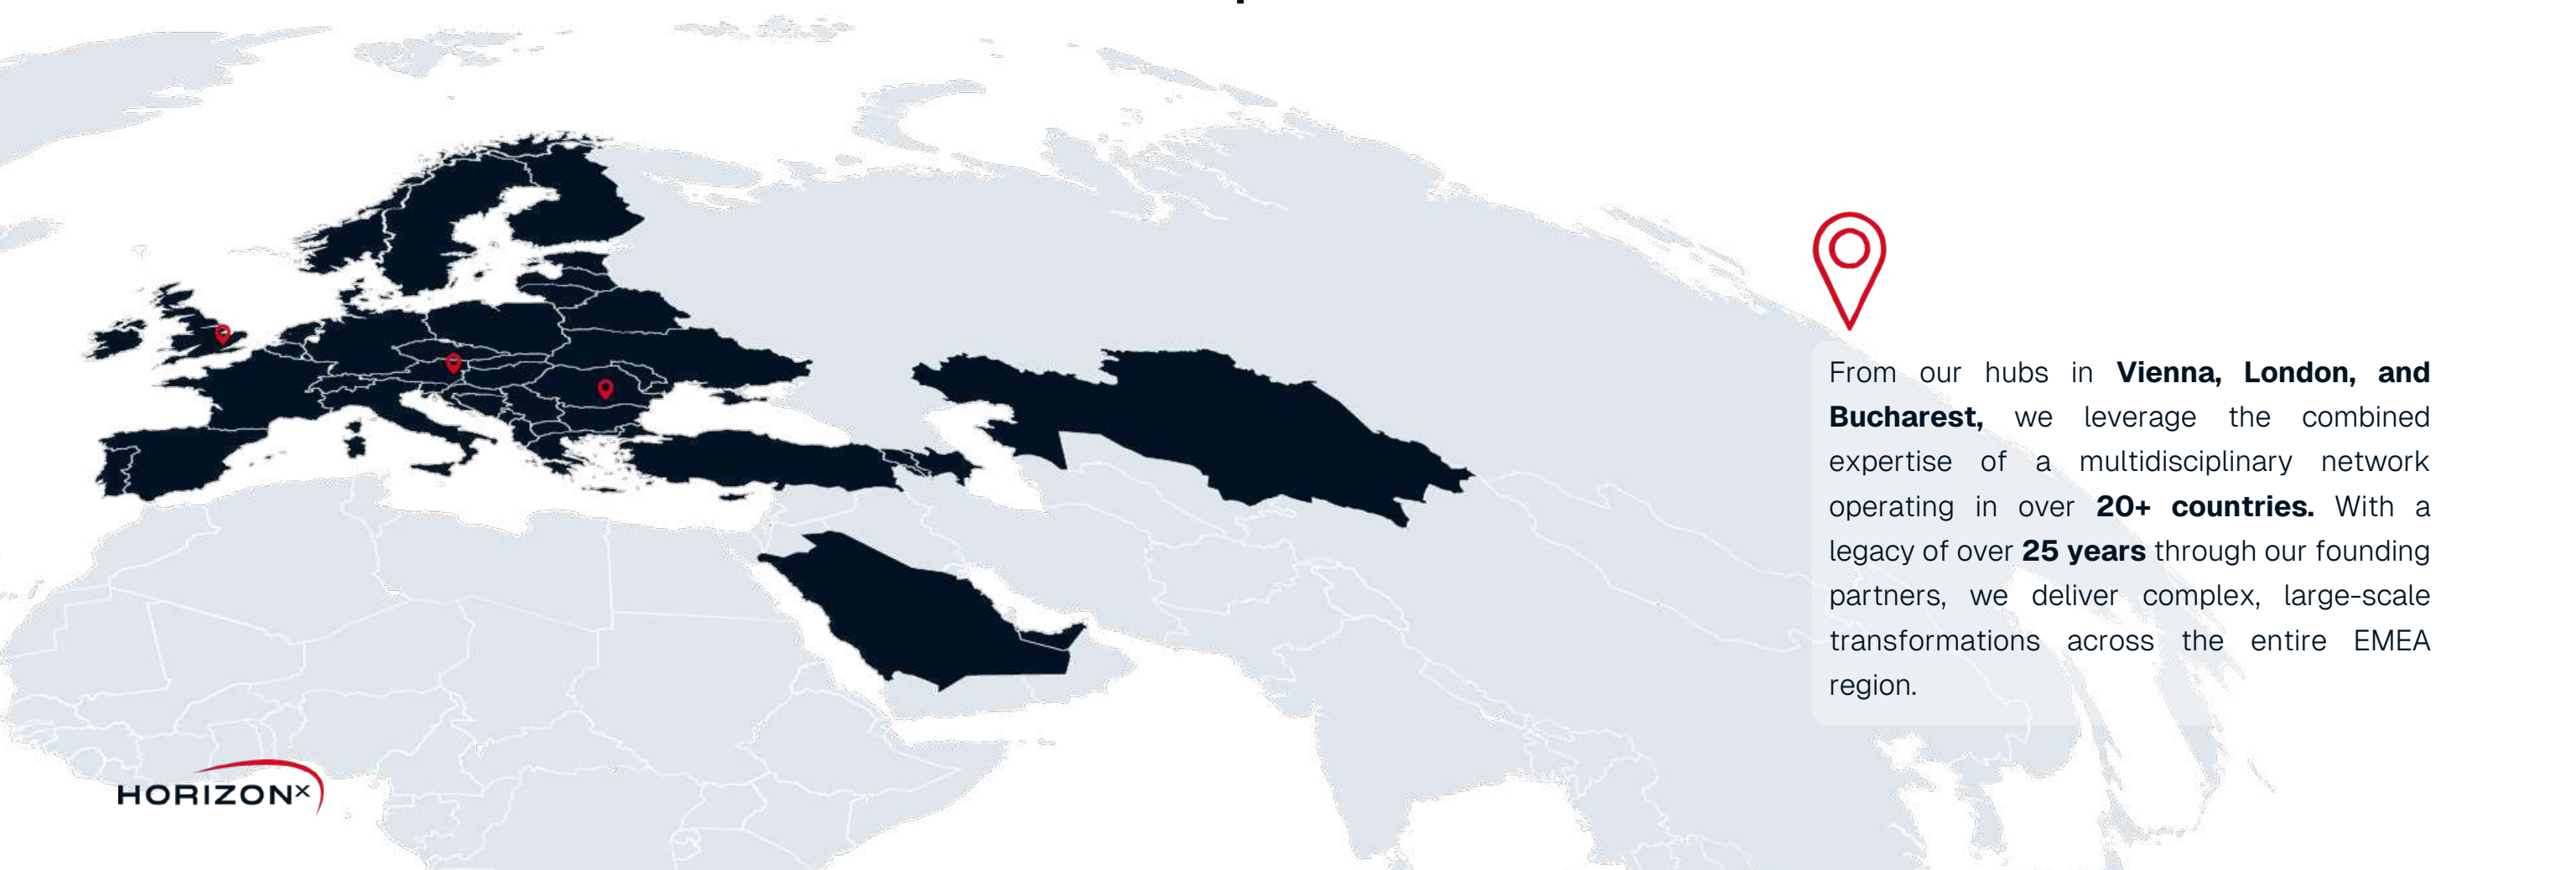 From our hubs in Vienna, London, and
Bucharest, we leverage the combined
expertise of a multidisciplinary network
operating in over 20+ countries. With a
legacy of over 25 years through our founding
partners, we deliver complex, large-scale
transformations across the entire EMEA
region.
HORIZONX